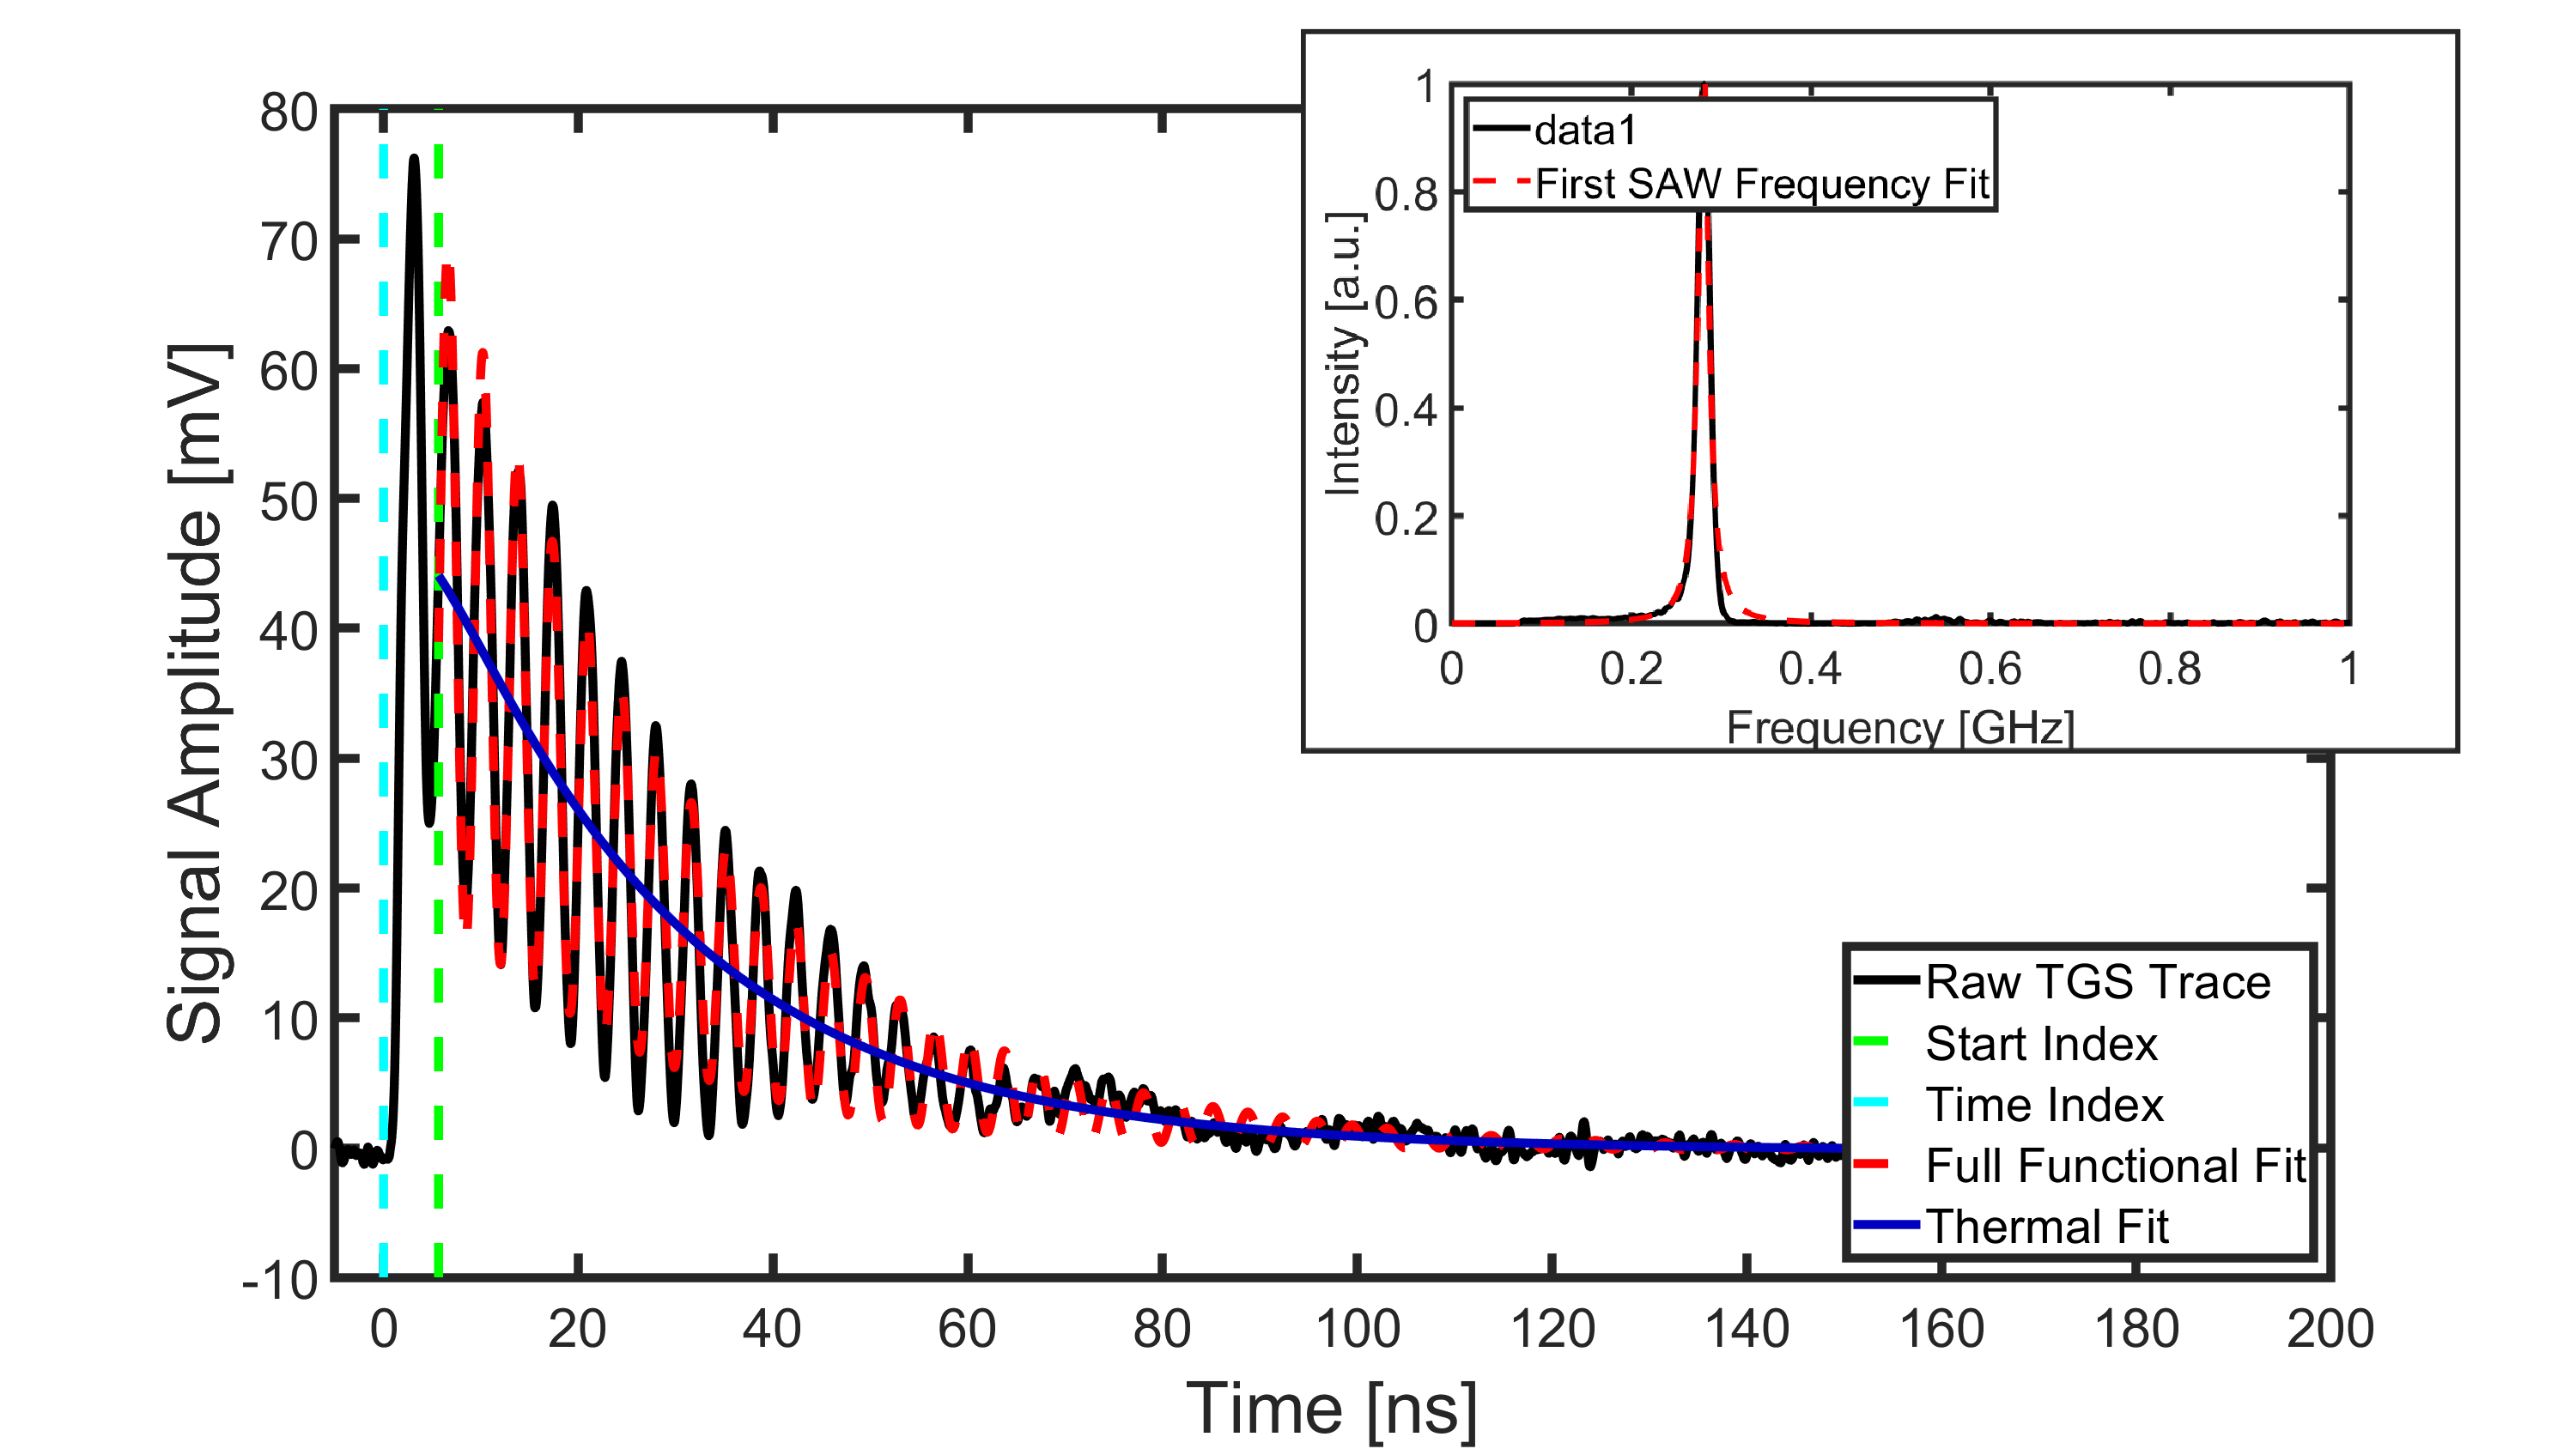 80
70
60
50
40
30
20
10
0
-10
Signal Amplitude [mV]
0 20 40 60 80 100 120 140 160 180 200
Time [ns]
1
0.8
0.6
0.4
0.2
0
Intensity [a.u.]
data1
First SAW Frequency Fit
0 0.2 0.4 0.6 0.8 1
Frequency [GHz]
Raw TGS Trace
Start Index
Time Index
Full Functional Fit
Thermal Fit